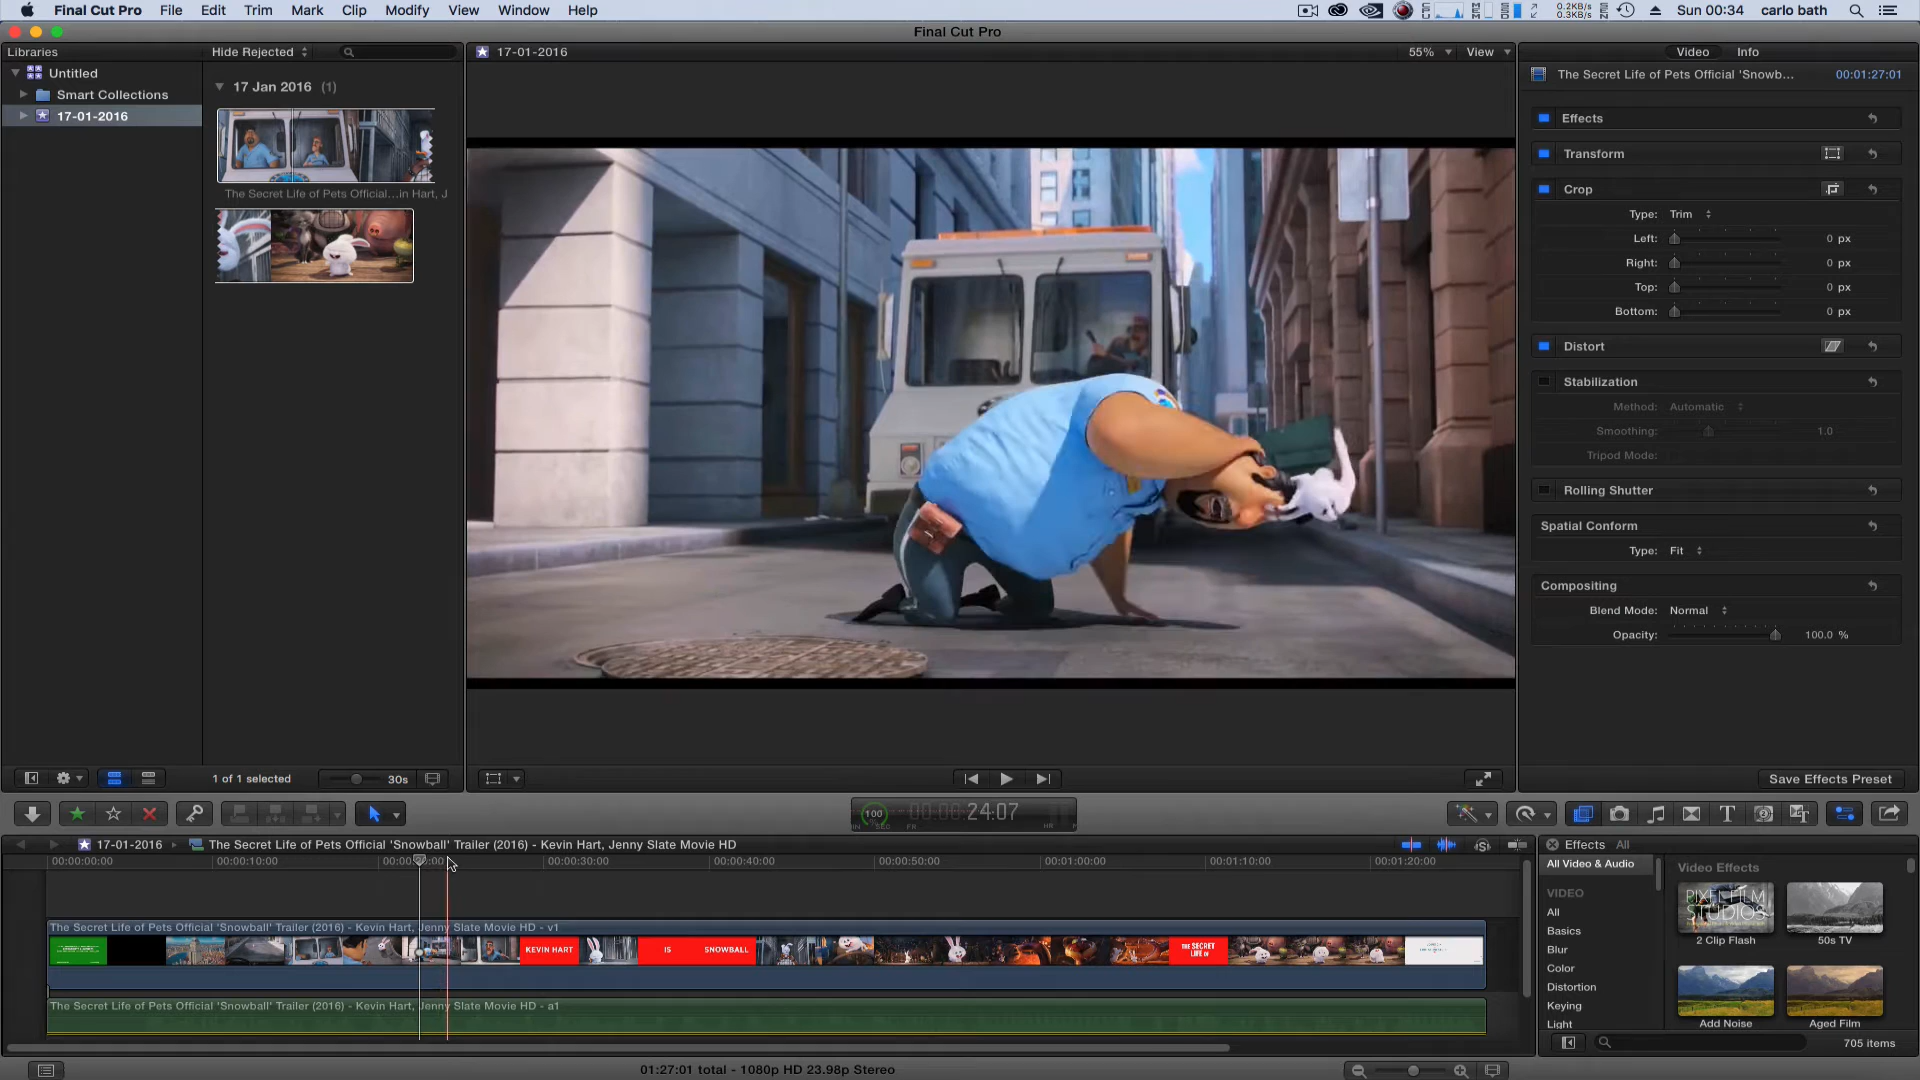 Final Cut Pro File Edit Trim Mark Clip Modify View Window Help
0.2KB/s
0.3KB/s
Sun 00:34 carlo bath
Final Cut Pro
Libraries
Hide Rejected
17-01-2016
55% View
Video Info
Untitled
Smart Collections
17-01-2016
17 Jan 2016 (1)
The Secret Life of Pets Official...in Hart, J
The Secret Life of Pets Official 'Snowb... 00:01:27:01
Effects
Transform
Crop
Type: Trim
Left: 0 px
Right: 0 px
Top: 0 px
Bottom: 0 px
Distort
Stabilization
Method: Automatic
Smoothing: 1.0
Tripod Mode:
Rolling Shutter
Spatial Conform
Type: Fit
Compositing
Blend Mode: Normal
Opacity: 100.0 %
1 of 1 selected 30s
Save Effects Preset
100 24:07
17-01-2016 The Secret Life of Pets Official 'Snowball' Trailer (2016) - Kevin Hart, Jenny Slate Movie HD
00:00:00:00 00:00:10:00 00:00:30:00 00:00:40:00 00:00:50:00 00:01:00:00 00:01:10:00 00:01:20:00
The Secret Life of Pets Official 'Snowball' Trailer (2016) - Kevin Hart, Jenny Slate Movie HD - v1
KEVIN HART IS SNOWBALL THE SECRET LIFE OF
The Secret Life of Pets Official 'Snowball' Trailer (2016) - Kevin Hart, Jenny Slate Movie HD - a1
Effects All
All Video & Audio
VIDEO
All
Basics
Blur
Color
Distortion
Keying
Light
Video Effects
PIXEL FILM STUDIOS
2 Clip Flash
50s TV
Add Noise
Aged Film
705 items
01:27:01 total - 1080p HD 23.98p Stereo